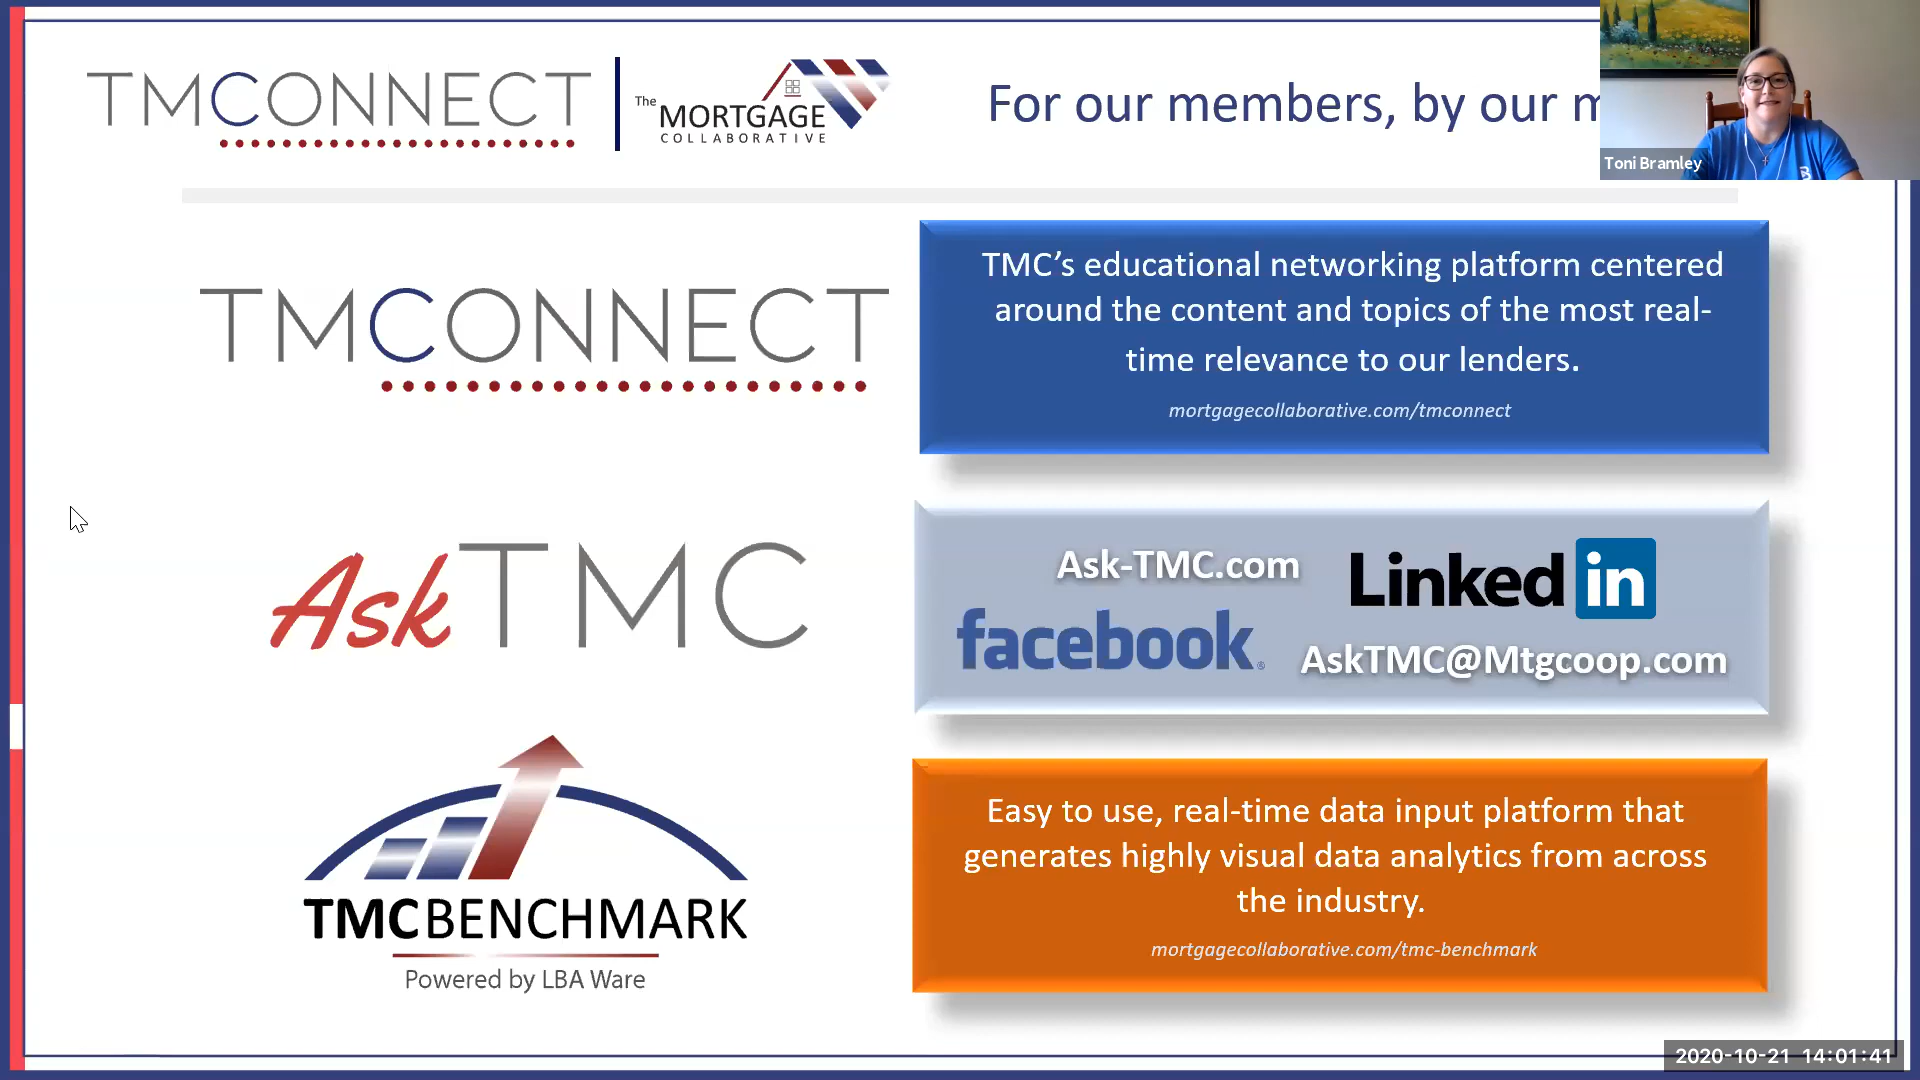 TMCONNECT
The
MORTGAGE
COLLABORATIVE
For our members, by our
Toni Bramley
TMCONNECT
TMC’s educational networking platform centered
around the content and topics of the most real-
time relevance to our lenders.
mortgagecollaborative.com/tmconnect
Ask TMC
Ask-TMC.com
Linked in
facebook®
AskTMC@Mtgcoop.com
TMCBENCHMARK
Powered by LBA Ware
Easy to use, real-time data input platform that
generates highly visual data analytics from across
the industry.
mortgagecollaborative.com/tmc-benchmark
2020-10-21 14:01:41